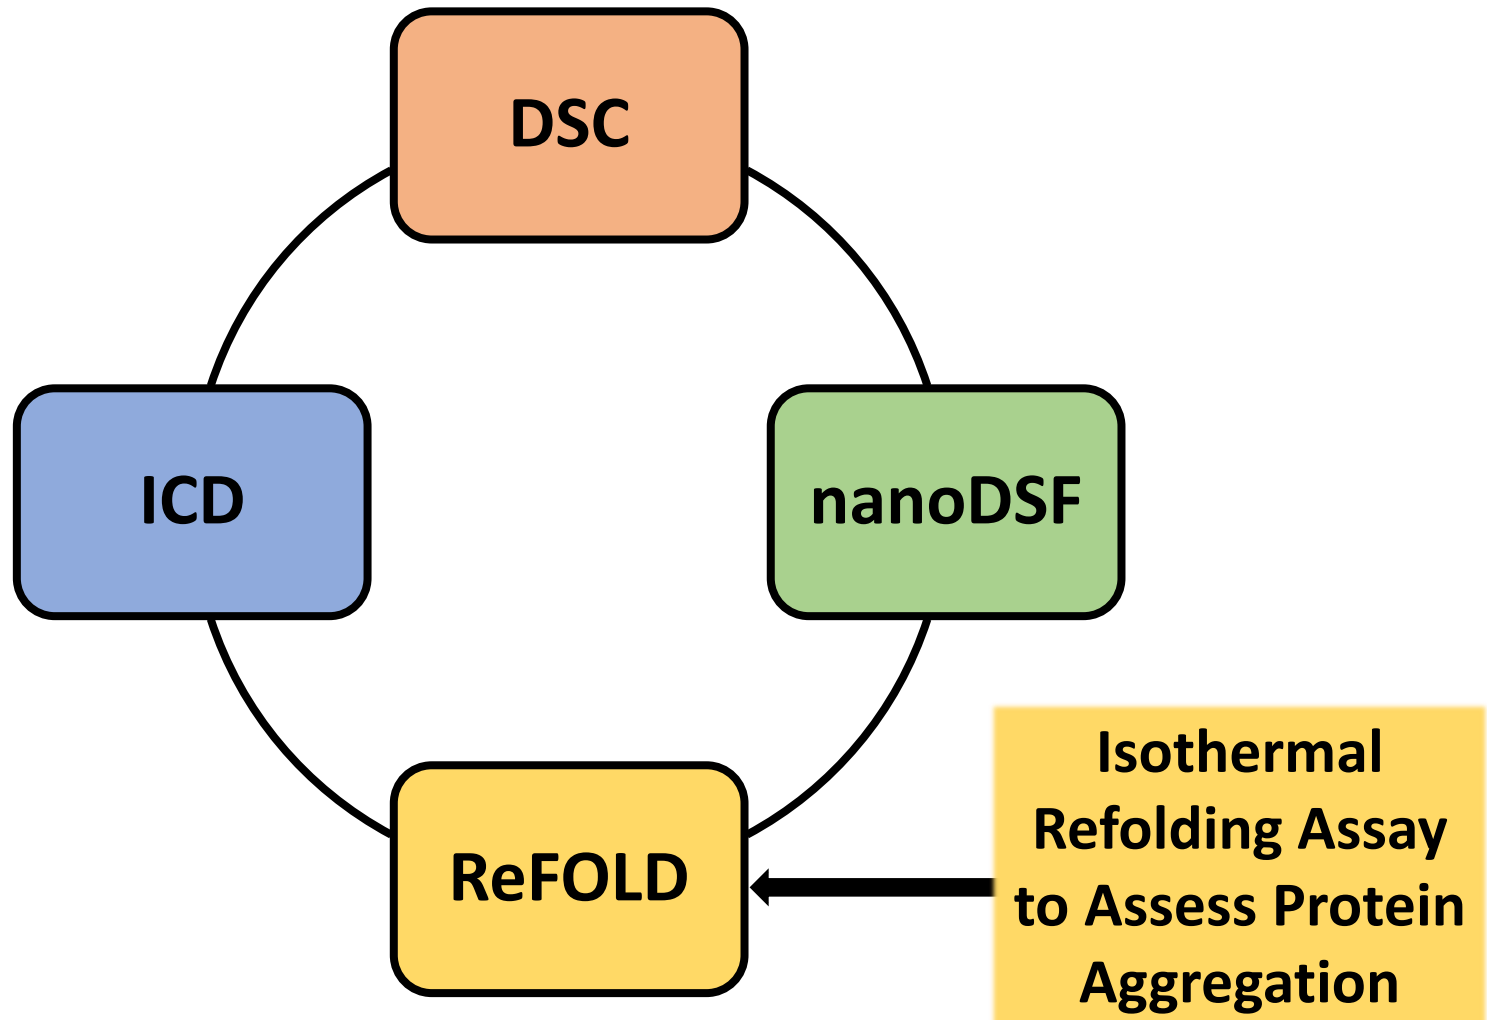 DSC
ICD
nanoDSF
ReFOLD
Isothermal
Refolding Assay
to Assess Protein
Aggregation